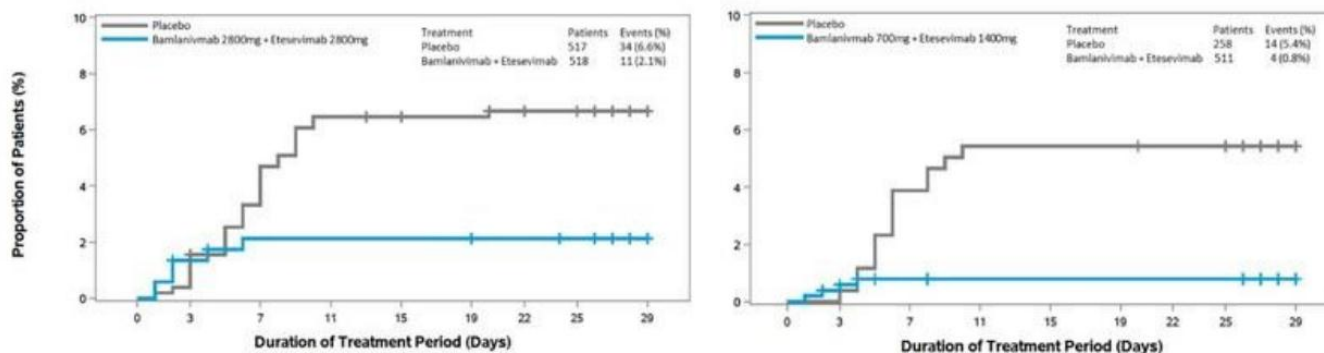 Proportion of Patients (%)
10
8
6
4
2
0
Placebo
Bamlanivmab 2800mg + Etesevimab 2800mg
Treatment Patients Events (%)
Placebo 517 34 (6.6%)
Bamlanivimab + Etesevimab 518 11 (2.1%)
0 3 7 11 15 19 22 25 29
Duration of Treatment Period (Days)
10
8
6
4
2
0
Placebo
Bamlanivmab 700mg + Etesevimab 1400mg
Treatment Patients Events (%)
Placebo 258 14 (5.4%)
Bamlanivimab + Etesevimab 511 4 (0.8%)
0 3 7 11 15 19 22 25 29
Duration of Treatment Period (Days)